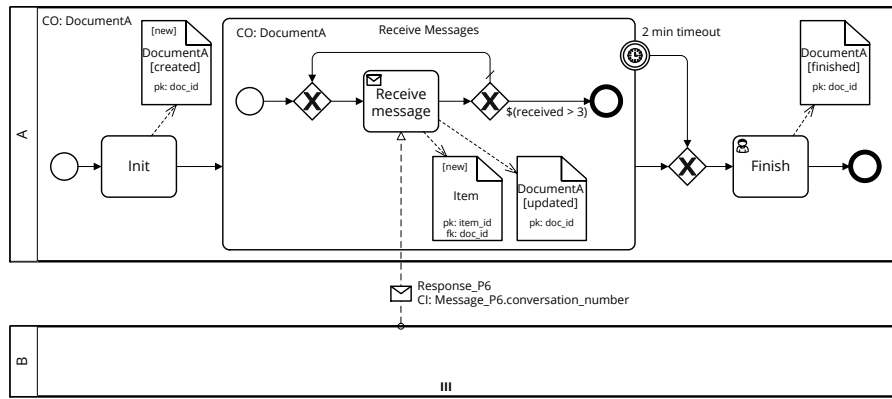 CO: DocumentA
[new]
DocumentA
[created]
pk: doc_id
CO: DocumentA
Receive Messages
2 min timeout
DocumentA
[finished]
pk: doc_id
A
Init
Receive
message
$(received > 3)
Finish
[new]
Item
pk: item_id
fk: doc_id
DocumentA
[updated]
pk: doc_id
Response_P6
CI: Message_P6.conversation_number
B